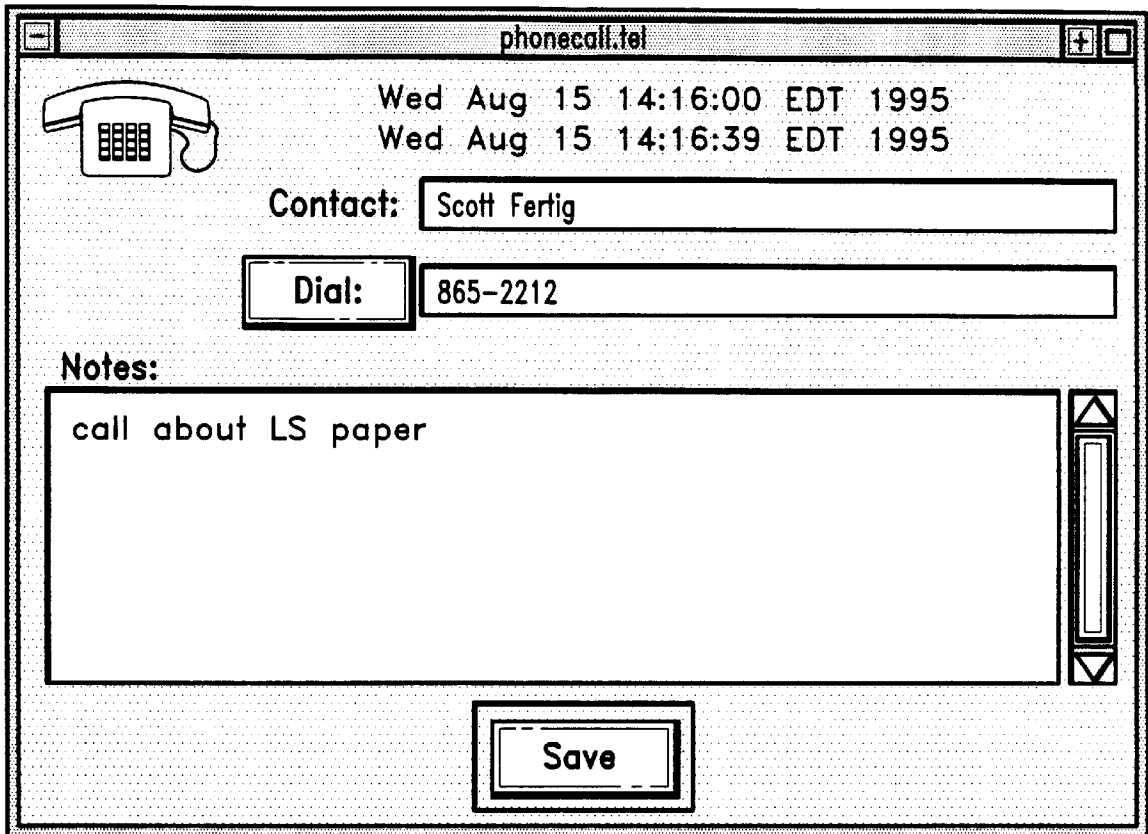 phonecall.tel
Wed Aug 15 14:16:00 EDT 1995
Wed Aug 15 14:16:39 EDT 1995
Contact: Scott Fertig
Dial: 865-2212
Notes:
call about LS paper
Save